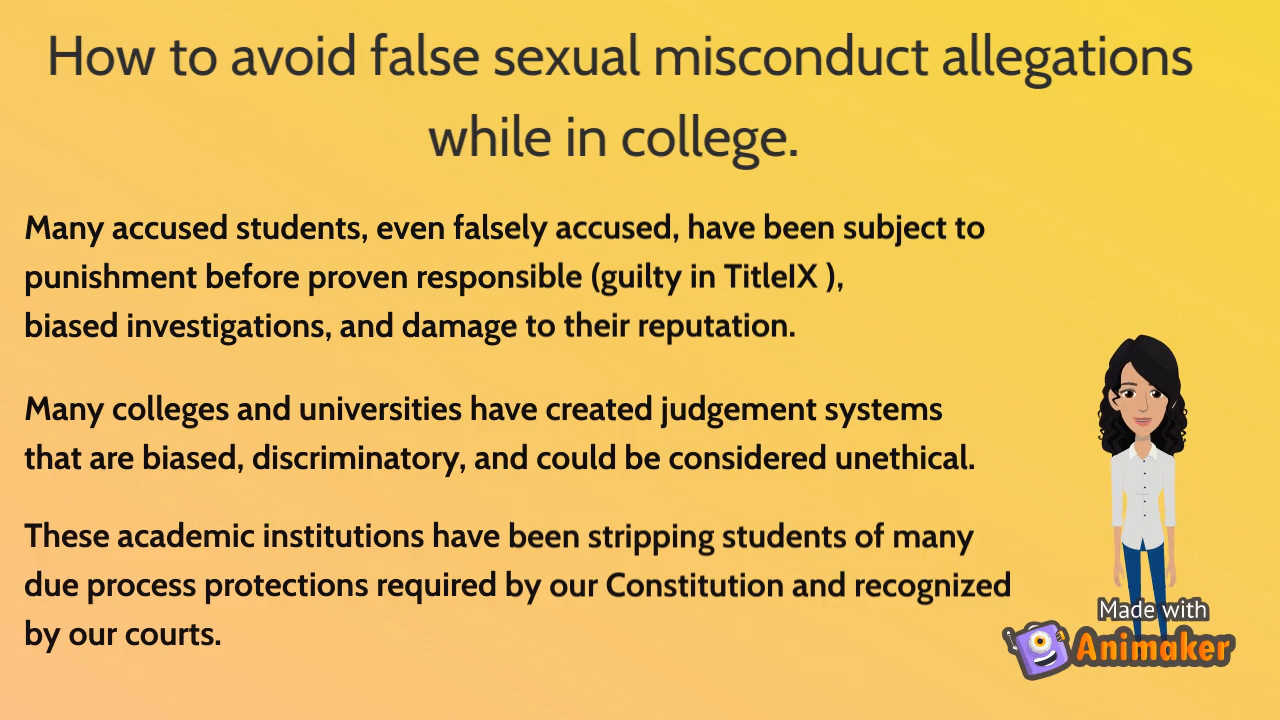 How to avoid false sexual misconduct allegations
while in college.
Many accused students, even falsely accused, have been subject to
punishment before proven responsible (guilty in TitleIX ),
biased investigations, and damage to their reputation.
Many colleges and universities have created judgement systems
that are biased, discriminatory, and could be considered unethical.
These academic institutions have been stripping students of many
due process protections required by our Constitution and recognized
by our courts.
Made with
Animaker